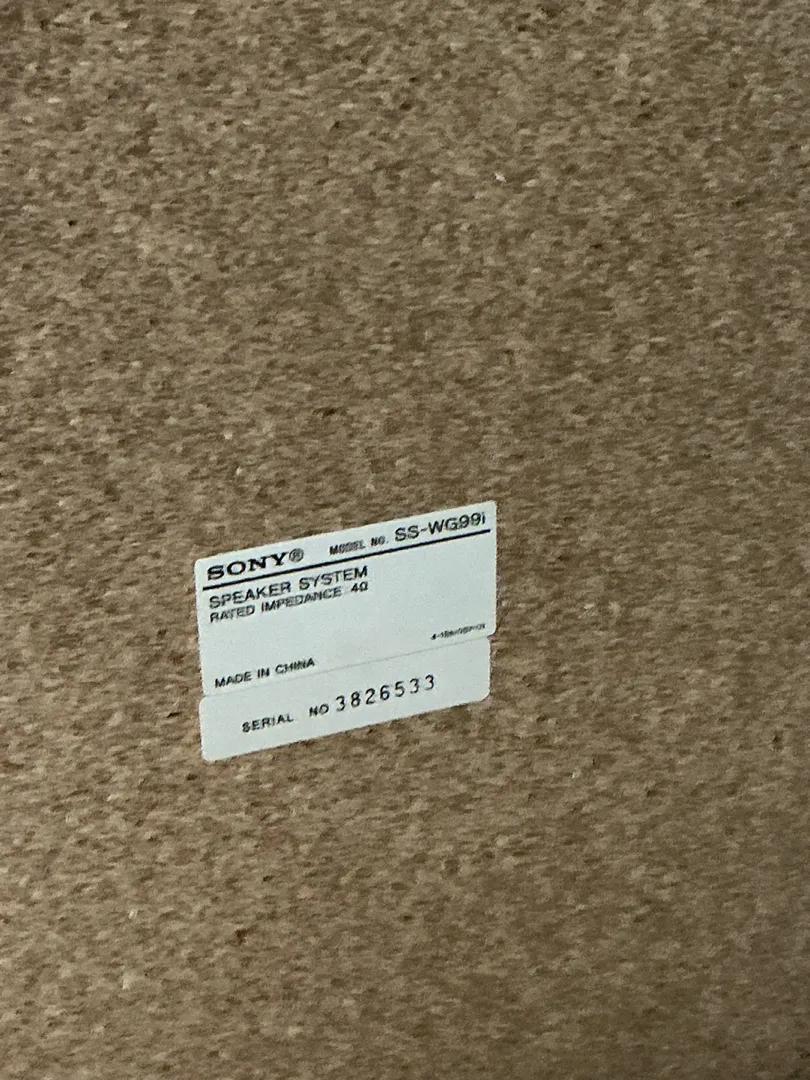 SONY® MODEL NO. SS-WG99i
SPEAKER SYSTEM
RATED IMPEDANCE 4Ω
MADE IN CHINA
SERIAL NO 3826533